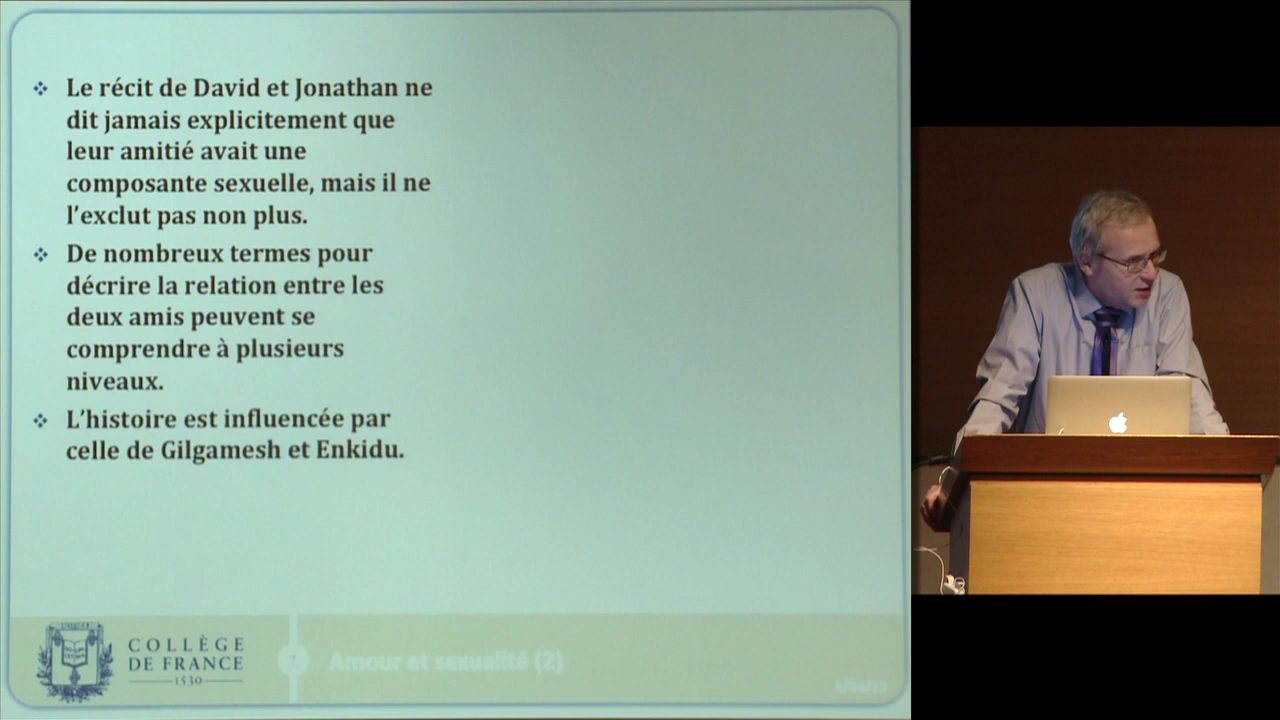 Le récit de David et Jonathan ne
dit jamais explicitement que
leur amitié avait une
composante sexuelle, mais il ne
l'exclut pas non plus.
De nombreux termes pour
décrire la relation entre les
deux amis peuvent se
comprendre à plusieurs
niveaux.
L'histoire est influencée par
celle de Gilgamesh et Enkidu.
COLLÈGE
DE FRANCE
1530
Amour et sexualité (2)